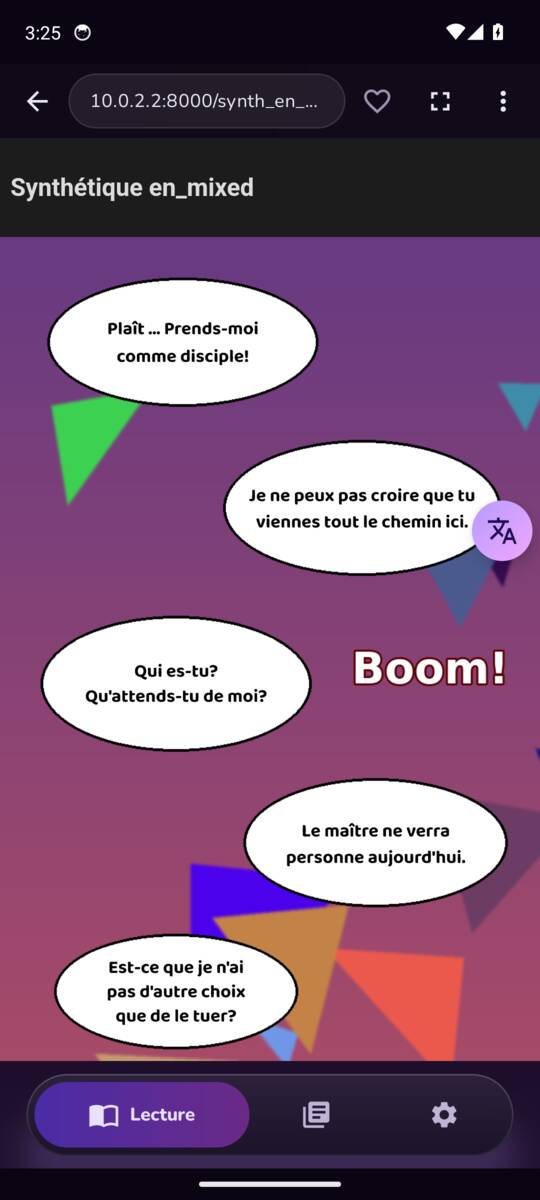 3:25
10.0.2.2:8000/synth_en_...
Synthétique en_mixed
Plaît ... Prends-moi
comme disciple!
Je ne peux pas croire que tu
viennes tout le chemin ici.
Qui es-tu?
Qu'attends-tu de moi?
Boom!
Le maître ne verra
personne aujourd'hui.
Est-ce que je n'ai
pas d'autre choix
que de le tuer?
Lecture